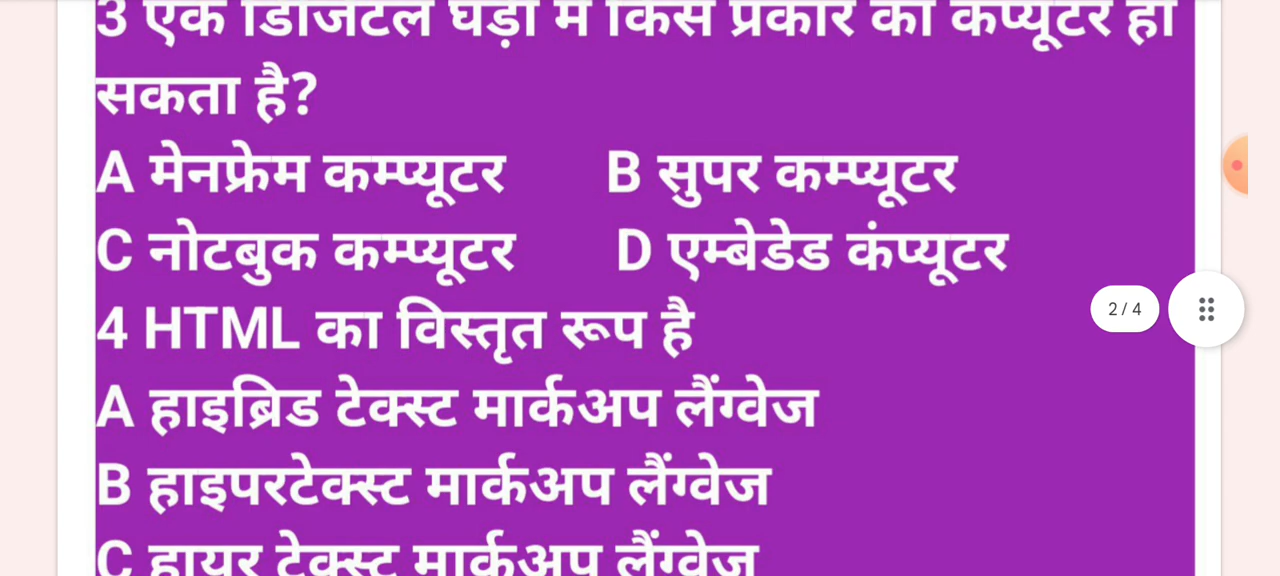 3 एक डिजिटल घड़ी में किस प्रकार का कंप्यूटर हो
सकता है?
A मेनफ्रेम कम्प्यूटर B सुपर कम्प्यूटर
C नोटबुक कम्प्यूटर D एम्बेडेड कंप्यूटर
4 HTML का विस्तृत रूप है
2 / 4
A हाइब्रिड टेक्स्ट मार्कअप लैंग्वेज
B हाइपरटेक्स्ट मार्कअप लैंग्वेज
C हायर टेक्स्ट मार्कअप लैंग्वेज